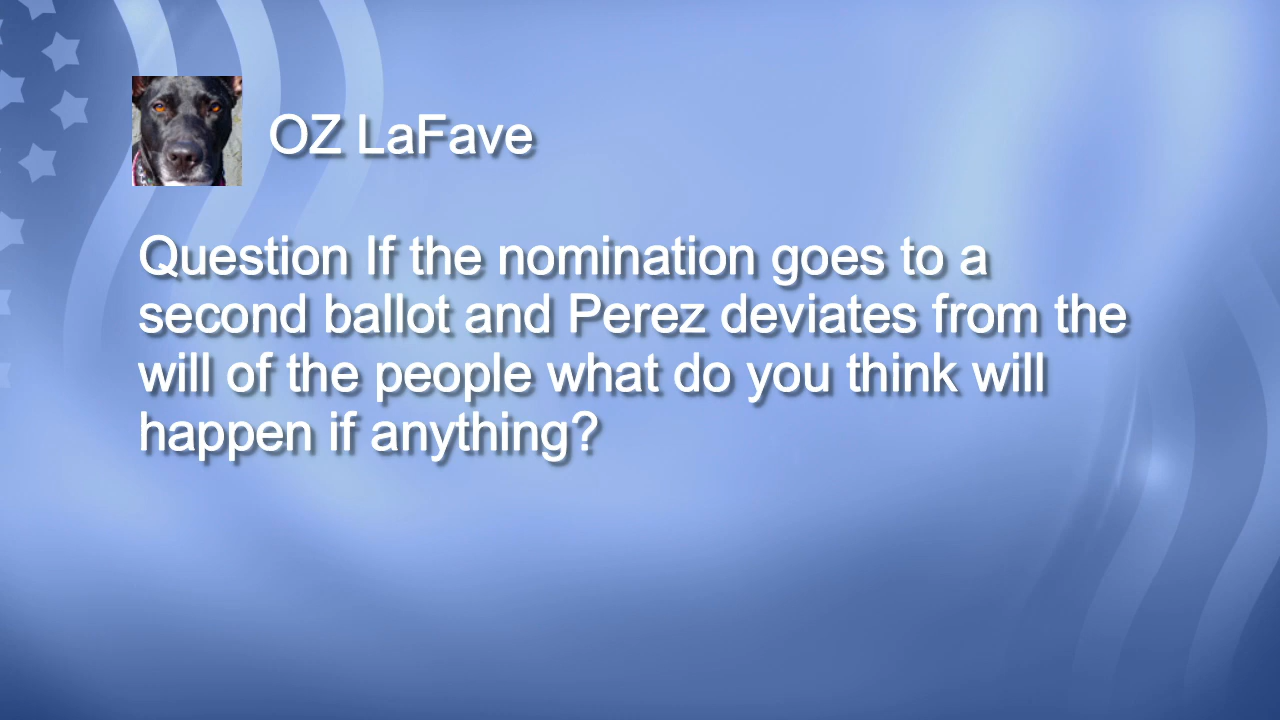 OZ LaFave
Question If the nomination goes to a
second ballot and Perez deviates from the
will of the people what do you think will
happen if anything?